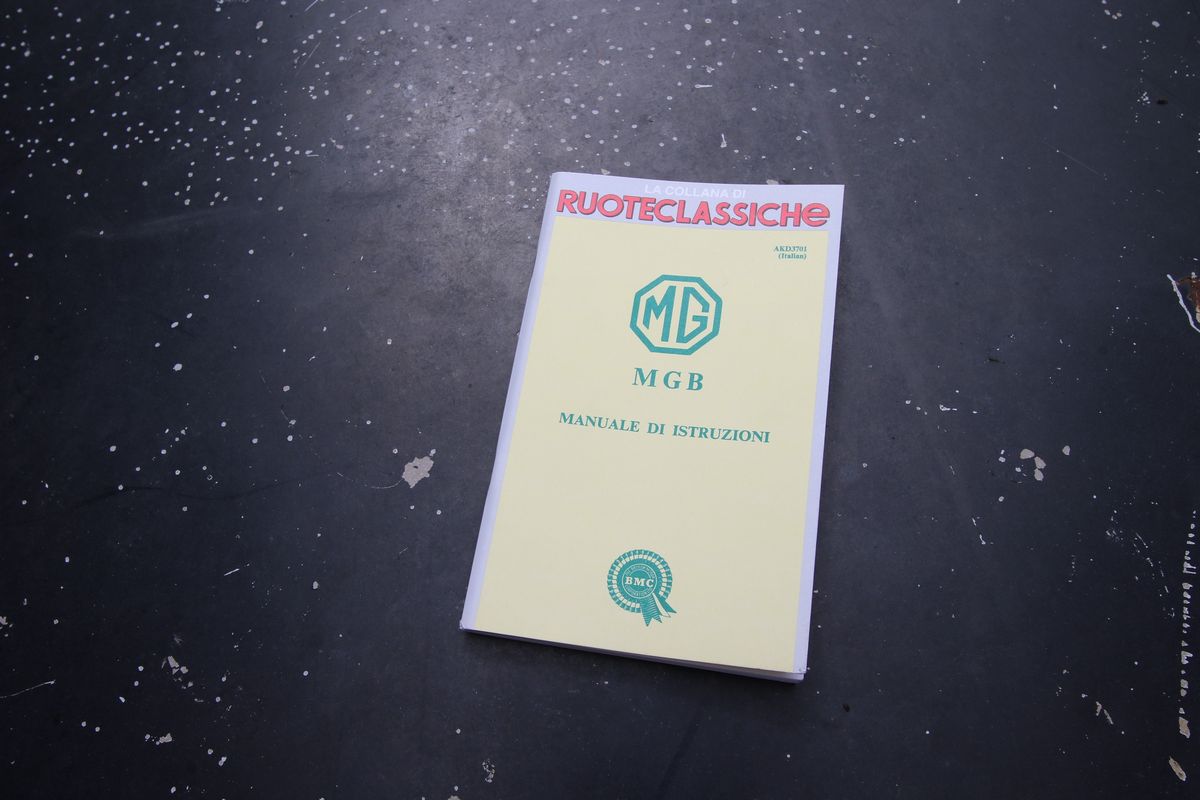 LA COLLANA DI
RUOTECLASSICHE
AKD3701
(Italian)
MG
MGB
MANUALE DI ISTRUZIONI
BMC